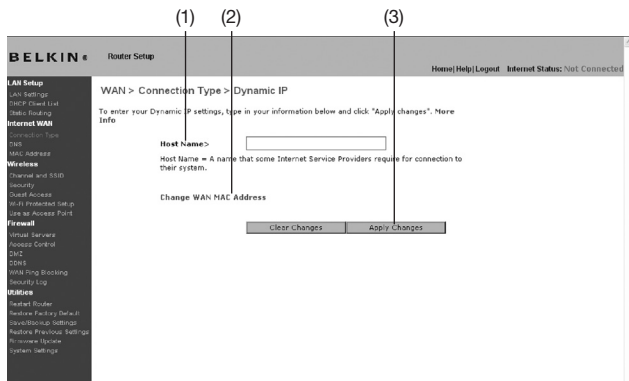 (1) (2) (3)
BELKIN
Router Setup
Home|Help|Logout Internet Status: Not Connected
LAN Setup
LAN Settings
DHCP Client List
Static Routing
Internet WAN
Connection Type
DNS
MAC Address
Wireless
Channel and SSID
Security
Guest Access
Wi-Fi Protected Setup
Use as Access Point
Firewall
Virtual Servers
Access Control
DMZ
DDNS
WAN Ping Blocking
Security Log
Utilities
Restart Router
Restore Factory Default
Save/Backup Settings
Restore Previous Settings
Firmware Update
System Settings
WAN > Connection Type > Dynamic IP
To enter your Dynamic IP settings, type in your information below and click "Apply changes". More
Info
Host Name>
Host Name = A name that some Internet Service Providers require for connection to
their system.
Change WAN MAC Address
Clear Changes Apply Changes